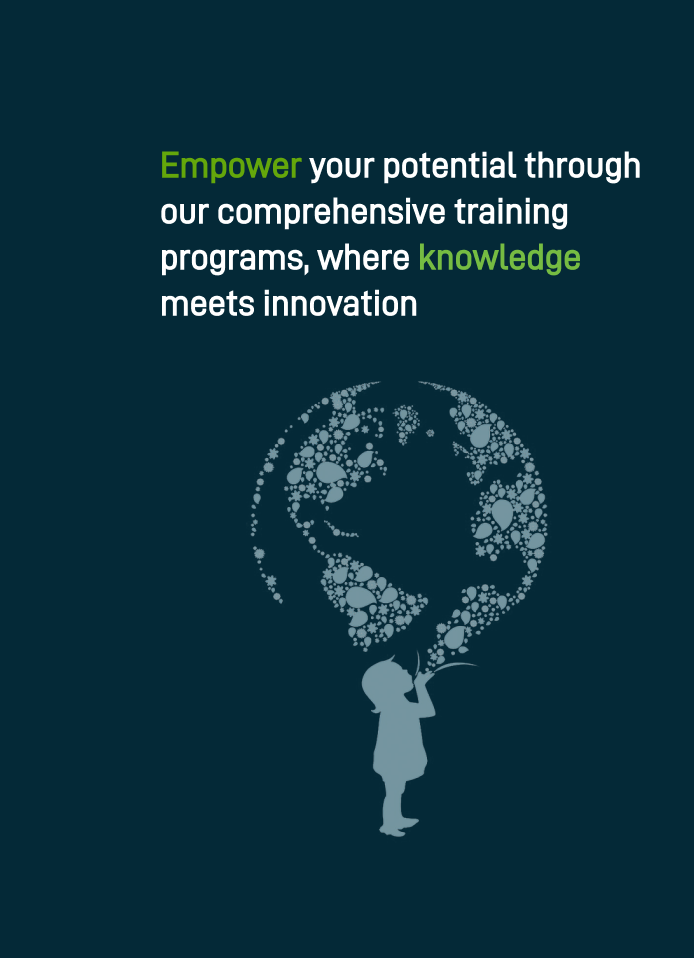 Empower your potential through
our comprehensive training
programs, where knowledge
meets innovation